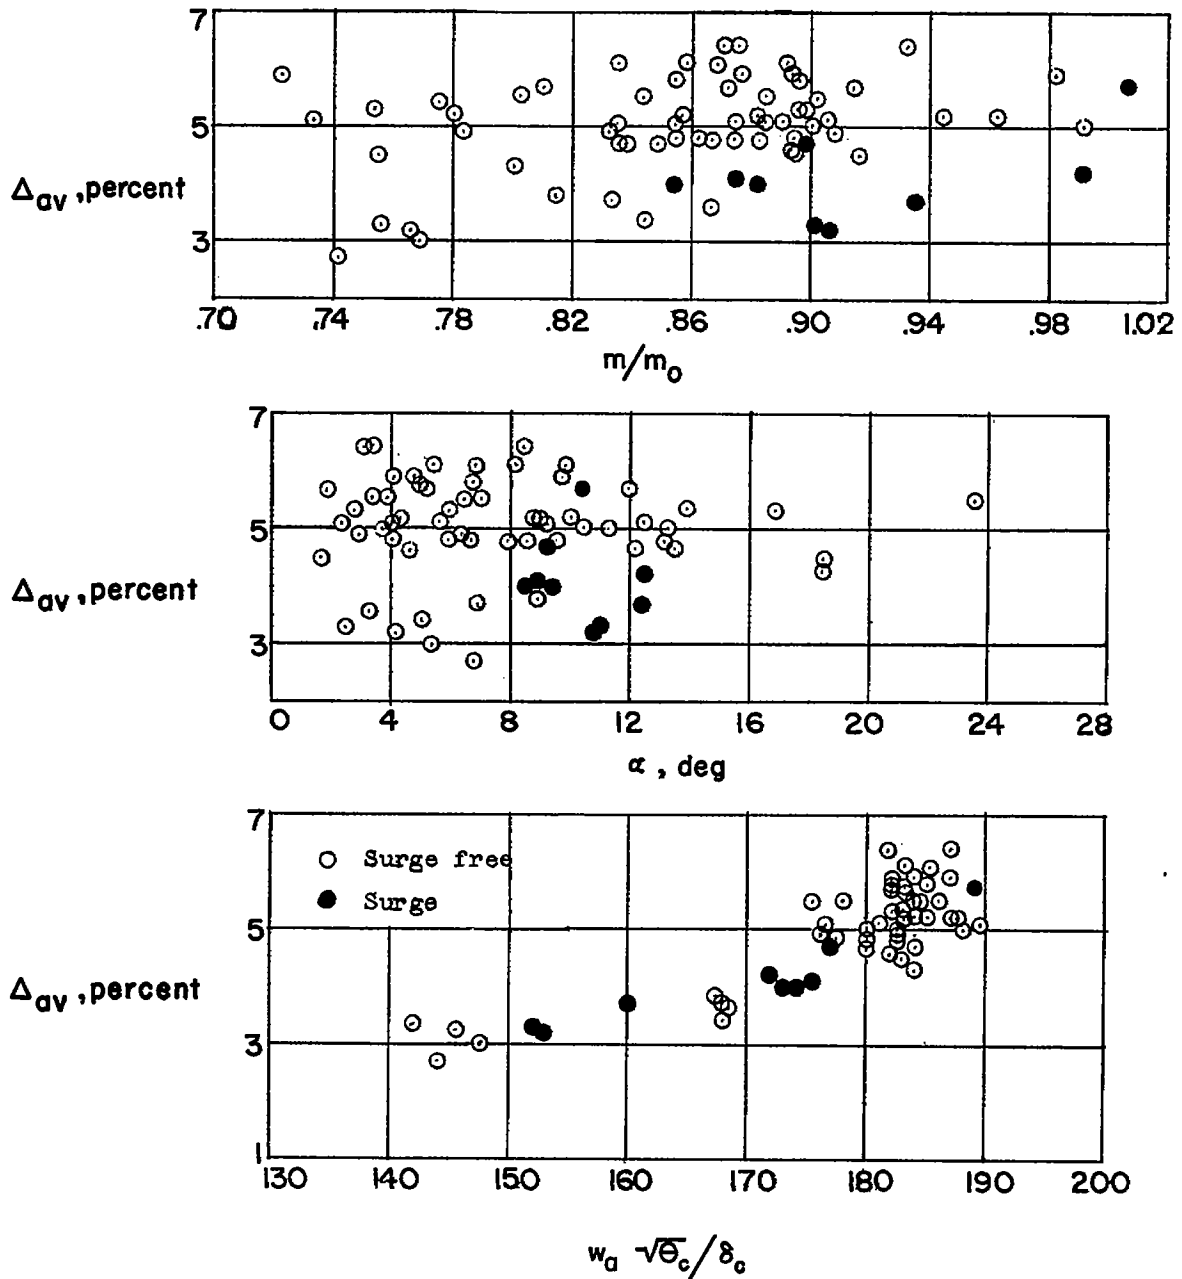 7
5
3
Δav, percent
.70 .74 .78 .82 .86 .90 .94 .98 1.02
m/mo
7
5
3
Δav, percent
0 4 8 12 16 20 24 28
α, deg
7
Surge free
Surge
5
3
1
Δav, percent
130 140 150 160 170 180 190 200
wa √θc/δc